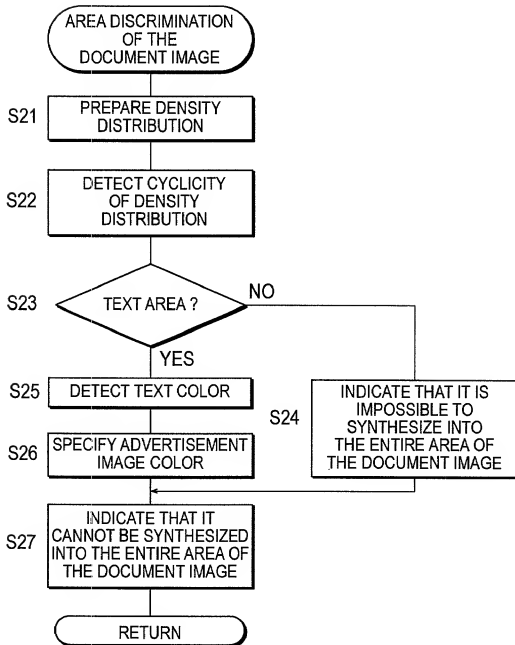 AREA DISCRIMINATION
OF THE
DOCUMENT IMAGE
S21
PREPARE DENSITY
DISTRIBUTION
S22
DETECT CYCLICITY
OF DENSITY
DISTRIBUTION
S23
TEXT AREA ?
NO
YES
S25
DETECT TEXT COLOR
S24
INDICATE THAT IT IS
IMPOSSIBLE TO
SYNTHESIZE INTO
THE ENTIRE AREA OF
THE DOCUMENT IMAGE
S26
SPECIFY ADVERTISEMENT
IMAGE COLOR
S27
INDICATE THAT IT
CANNOT BE SYNTHESIZED
INTO THE ENTIRE AREA OF
THE DOCUMENT IMAGE
RETURN